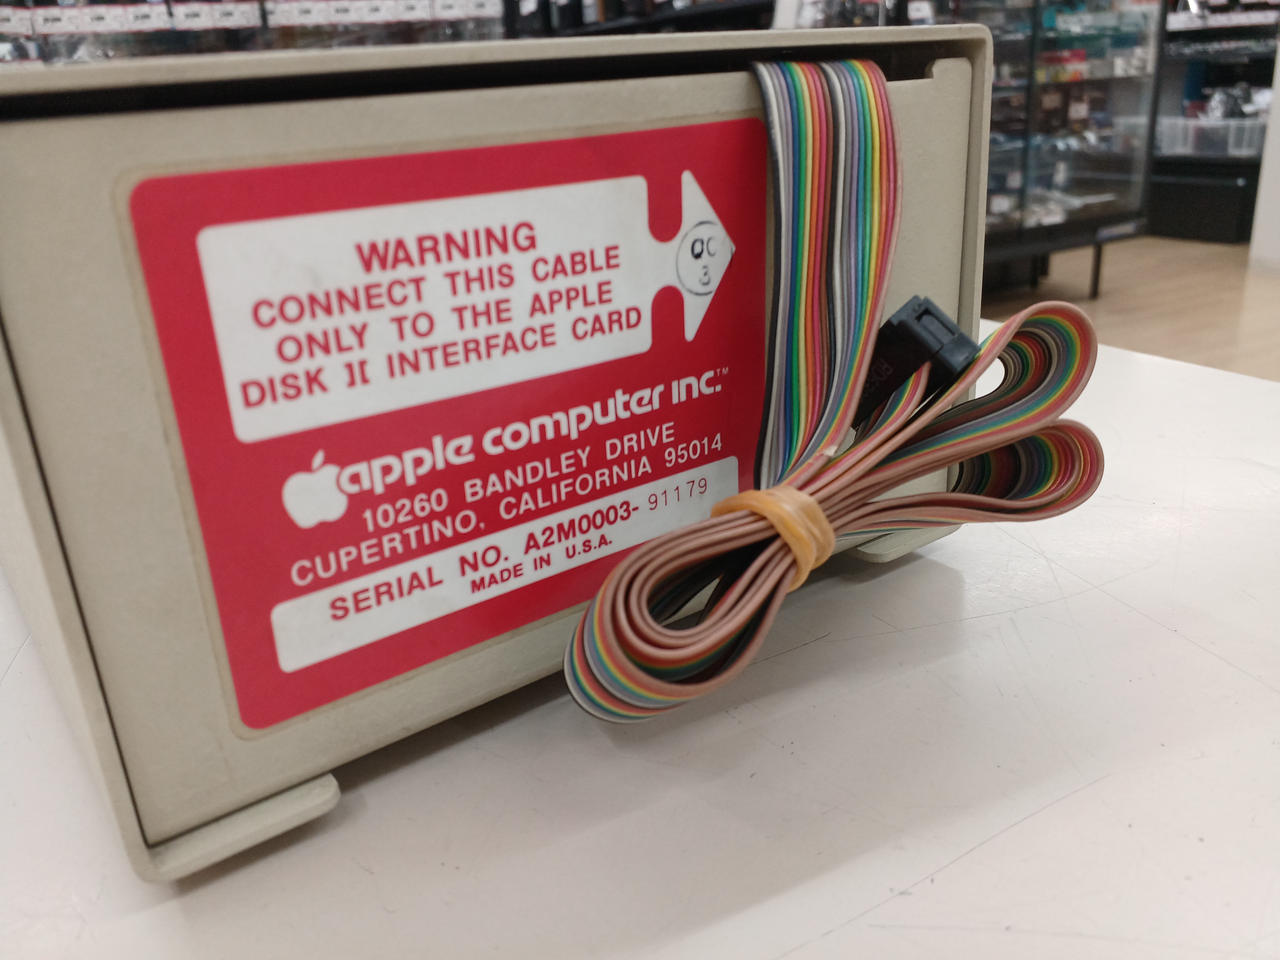 WARNING
CONNECT THIS CABLE
ONLY TO THE APPLE
DISK ][ INTERFACE CARD
QC
3
apple computer inc.™
10260 BANDLEY DRIVE
CUPERTINO, CALIFORNIA 95014
SERIAL NO. A2M0003- 91179
MADE IN U.S.A.